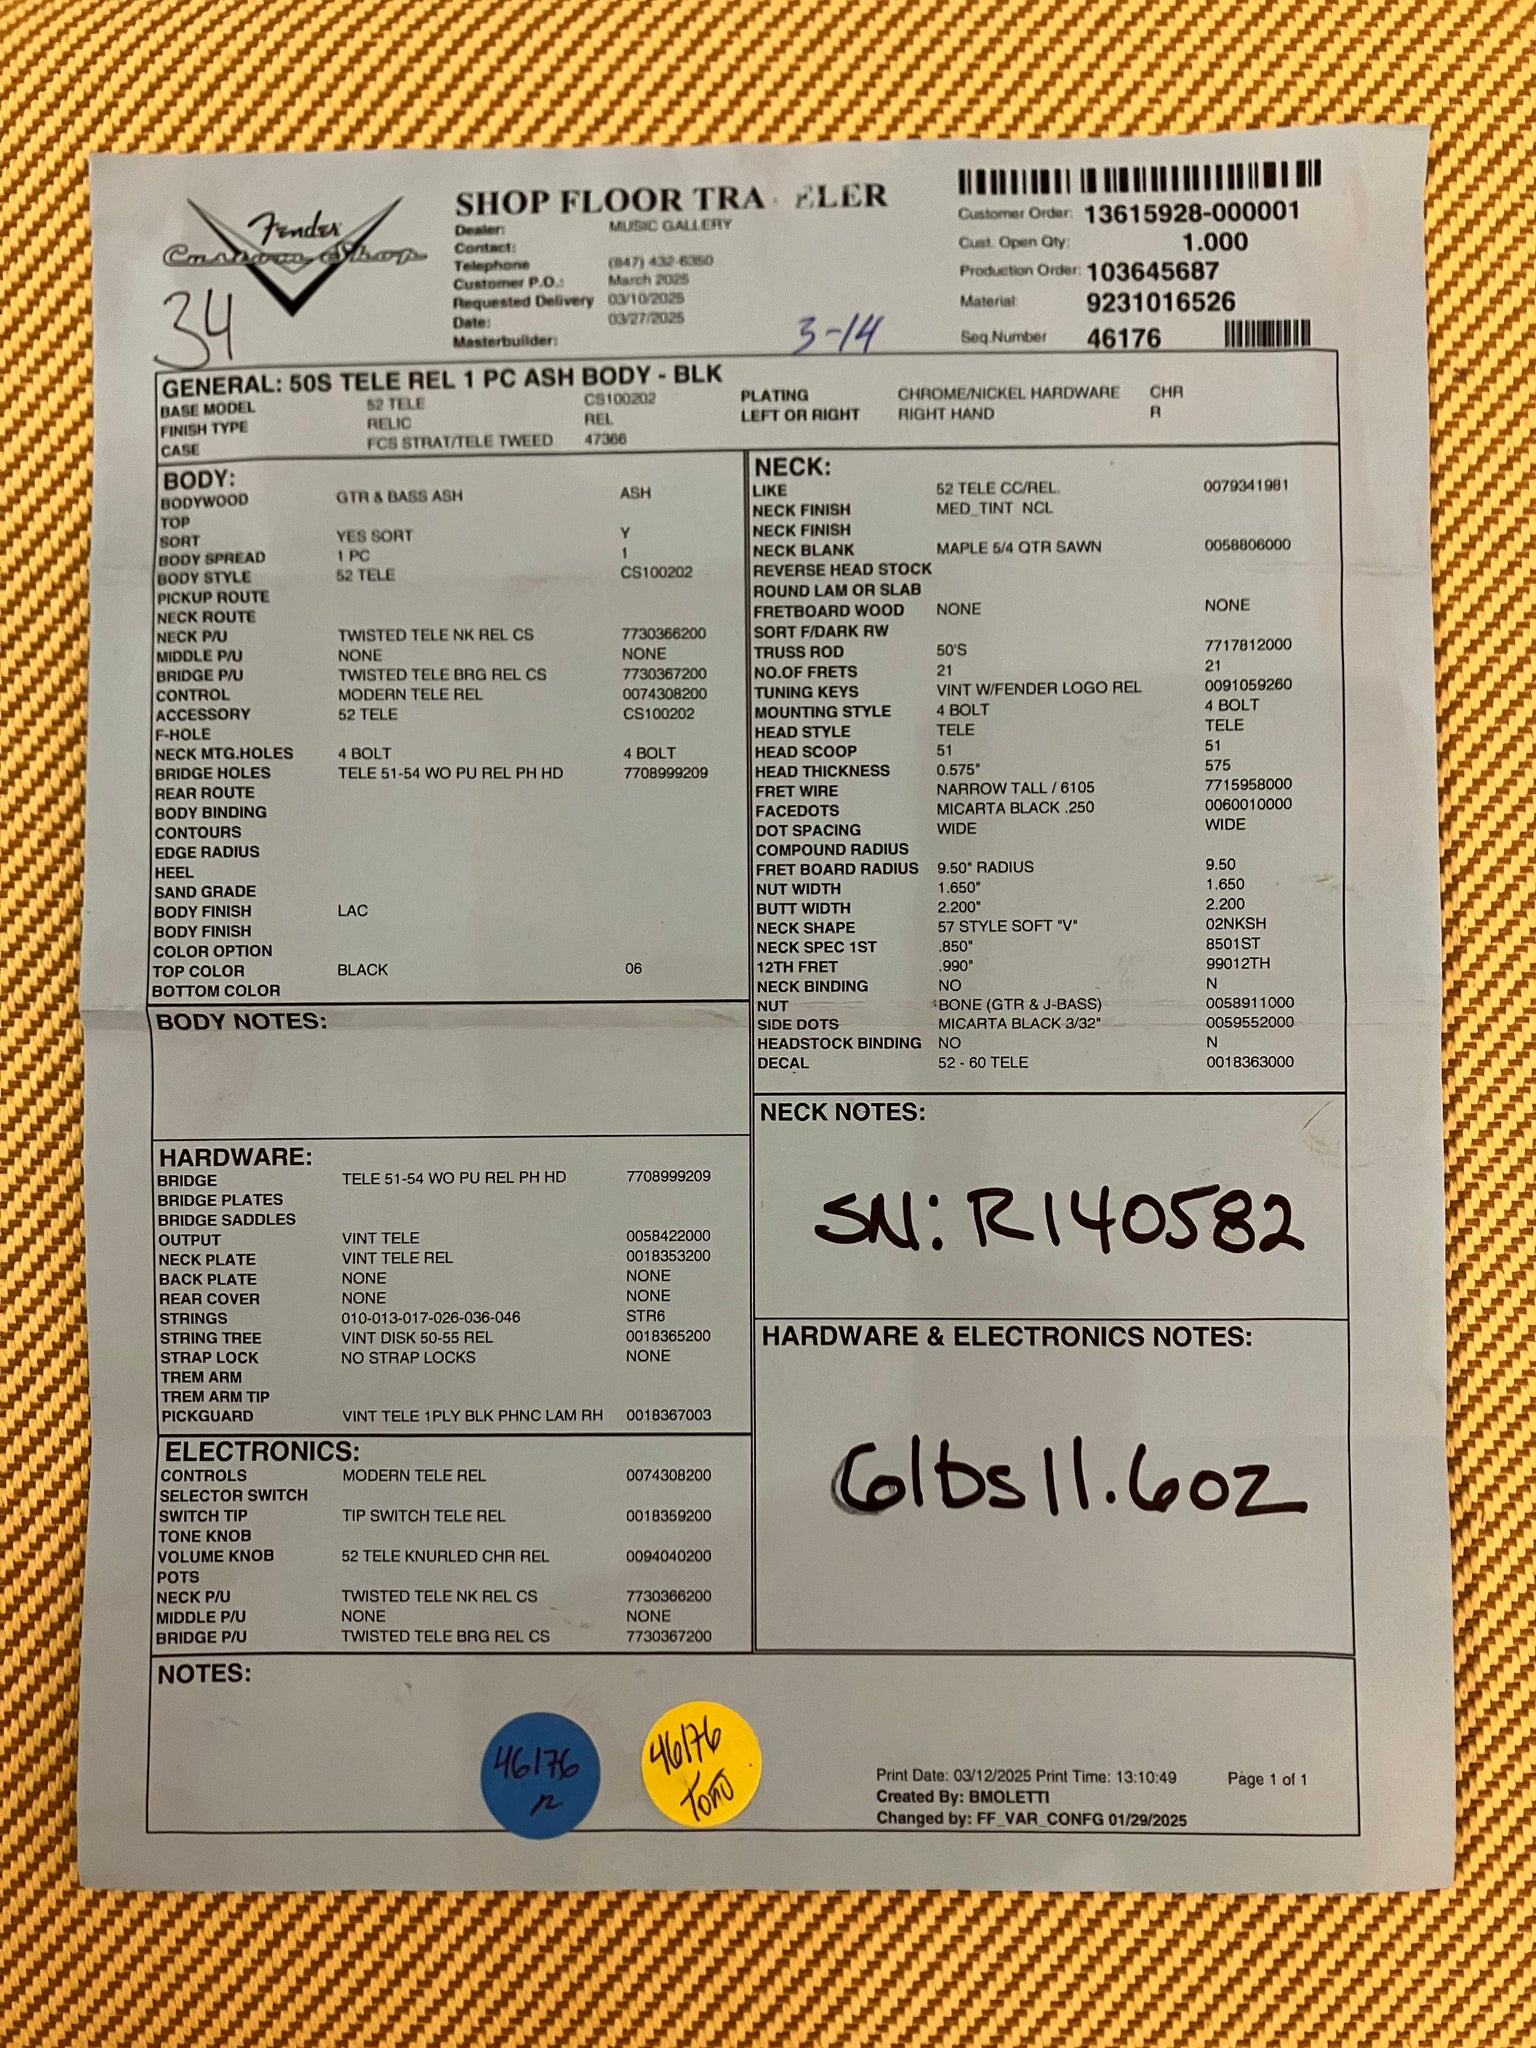 Fender
Custom Shop
34
SHOP FLOOR TRA ELER
Dealer: MUSIC GALLERY
Contact:
Telephone (847) 432-6350
Customer P.O.: March 2025
Requested Delivery 03/10/2025
Date: 03/27/2025
Masterbuilder:
3-14
Customer Order: 13615928-000001
Cust. Open Qty: 1.000
Production Order: 103645687
Material: 9231016526
Seq.Number 46176
GENERAL: 50S TELE REL 1 PC ASH BODY - BLK
BASE MODEL 52 TELE CS100202 PLATING CHROME/NICKEL HARDWARE CHR
FINISH TYPE RELIC REL LEFT OR RIGHT RIGHT HAND R
CASE FCS STRAT/TELE TWEED 47366
BODY:
BODYWOOD GTR & BASS ASH ASH
TOP
SORT YES SORT Y
BODY SPREAD 1 PC 1
BODY STYLE 52 TELE CS100202
PICKUP ROUTE
NECK ROUTE
NECK P/U TWISTED TELE NK REL CS 7730366200
MIDDLE P/U NONE NONE
BRIDGE P/U TWISTED TELE BRG REL CS 7730367200
CONTROL MODERN TELE REL 0074308200
ACCESSORY 52 TELE CS100202
F-HOLE
NECK MTG.HOLES 4 BOLT 4 BOLT
BRIDGE HOLES TELE 51-54 WO PU REL PH HD 7708999209
REAR ROUTE
BODY BINDING
CONTOURS
EDGE RADIUS
HEEL
SAND GRADE
BODY FINISH LAC
BODY FINISH
COLOR OPTION
TOP COLOR BLACK 06
BOTTOM COLOR
BODY NOTES:
HARDWARE:
BRIDGE TELE 51-54 WO PU REL PH HD 7708999209
BRIDGE PLATES
BRIDGE SADDLES
OUTPUT VINT TELE 0058422000
NECK PLATE VINT TELE REL 0018353200
BACK PLATE NONE NONE
REAR COVER NONE NONE
STRINGS 010-013-017-026-036-046 STR6
STRING TREE VINT DISK 50-55 REL 0018365200
STRAP LOCK NO STRAP LOCKS NONE
TREM ARM
TREM ARM TIP
PICKGUARD VINT TELE 1PLY BLK PHNC LAM RH 0018367003
ELECTRONICS:
CONTROLS MODERN TELE REL 0074308200
SELECTOR SWITCH
SWITCH TIP TIP SWITCH TELE REL 0018359200
TONE KNOB
VOLUME KNOB 52 TELE KNURLED CHR REL 0094040200
POTS
NECK P/U TWISTED TELE NK REL CS 7730366200
MIDDLE P/U NONE NONE
BRIDGE P/U TWISTED TELE BRG REL CS 7730367200
NECK:
LIKE 52 TELE CC/REL. 0079341981
NECK FINISH MED_TINT NCL
NECK FINISH
NECK BLANK MAPLE 5/4 QTR SAWN 0058806000
REVERSE HEAD STOCK
ROUND LAM OR SLAB
FRETBOARD WOOD NONE NONE
SORT F/DARK RW
TRUSS ROD 50'S 7717812000
NO.OF FRETS 21 21
TUNING KEYS VINT W/FENDER LOGO REL 0091059260
MOUNTING STYLE 4 BOLT 4 BOLT
HEAD STYLE TELE TELE
HEAD SCOOP 51 51
HEAD THICKNESS 0.575" 575
FRET WIRE NARROW TALL / 6105 7715958000
FACEDOTS MICARTA BLACK .250 0060010000
DOT SPACING WIDE WIDE
COMPOUND RADIUS
FRET BOARD RADIUS 9.50" RADIUS 9.50
NUT WIDTH 1.650" 1.650
BUTT WIDTH 2.200" 2.200
NECK SHAPE 57 STYLE SOFT "V" 02NKSH
NECK SPEC 1ST .850" 8501ST
12TH FRET .990" 99012TH
NECK BINDING NO N
NUT BONE (GTR & J-BASS) 0058911000
SIDE DOTS MICARTA BLACK 3/32" 0059552000
HEADSTOCK BINDING NO N
DECAL 52 - 60 TELE 0018363000
NECK NOTES:
SN: R140582
HARDWARE & ELECTRONICS NOTES:
6lbs 11.6oz
NOTES:
46176
46176
Print Date: 03/12/2025 Print Time: 13:10:49 Page 1 of 1
Created By: BMOLETTI
Changed by: FF_VAR_CONFG 01/29/2025